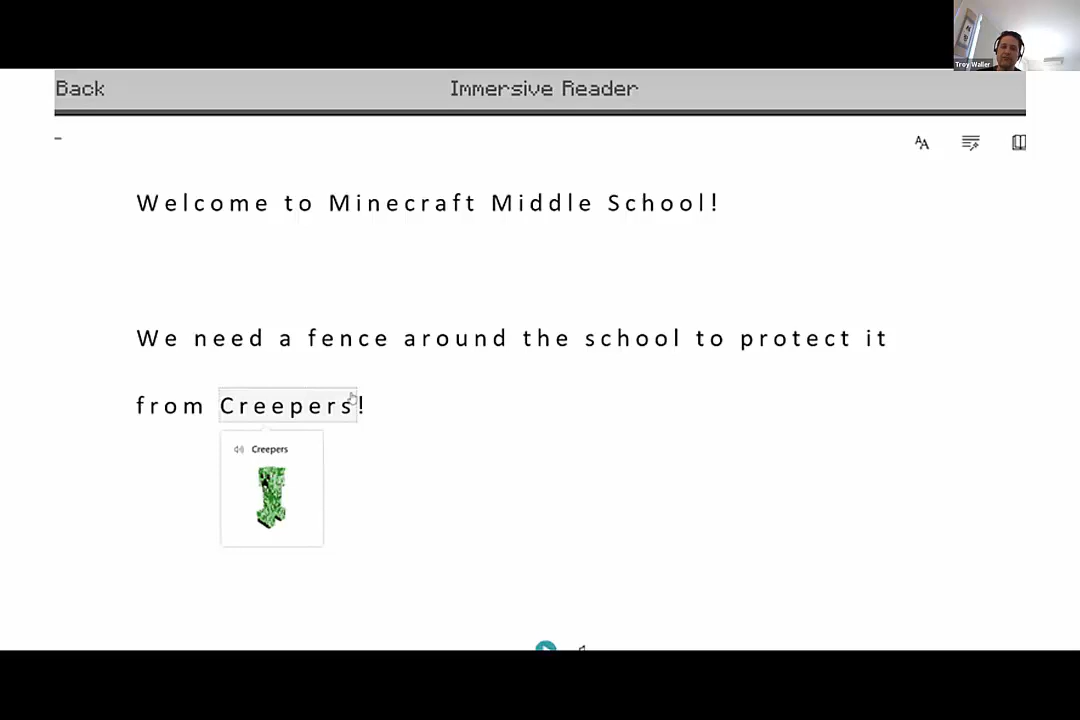 Troy Waller
Back
Immersive Reader
Welcome to Minecraft Middle School!
We need a fence around the school to protect it
from Creepers!
Creepers